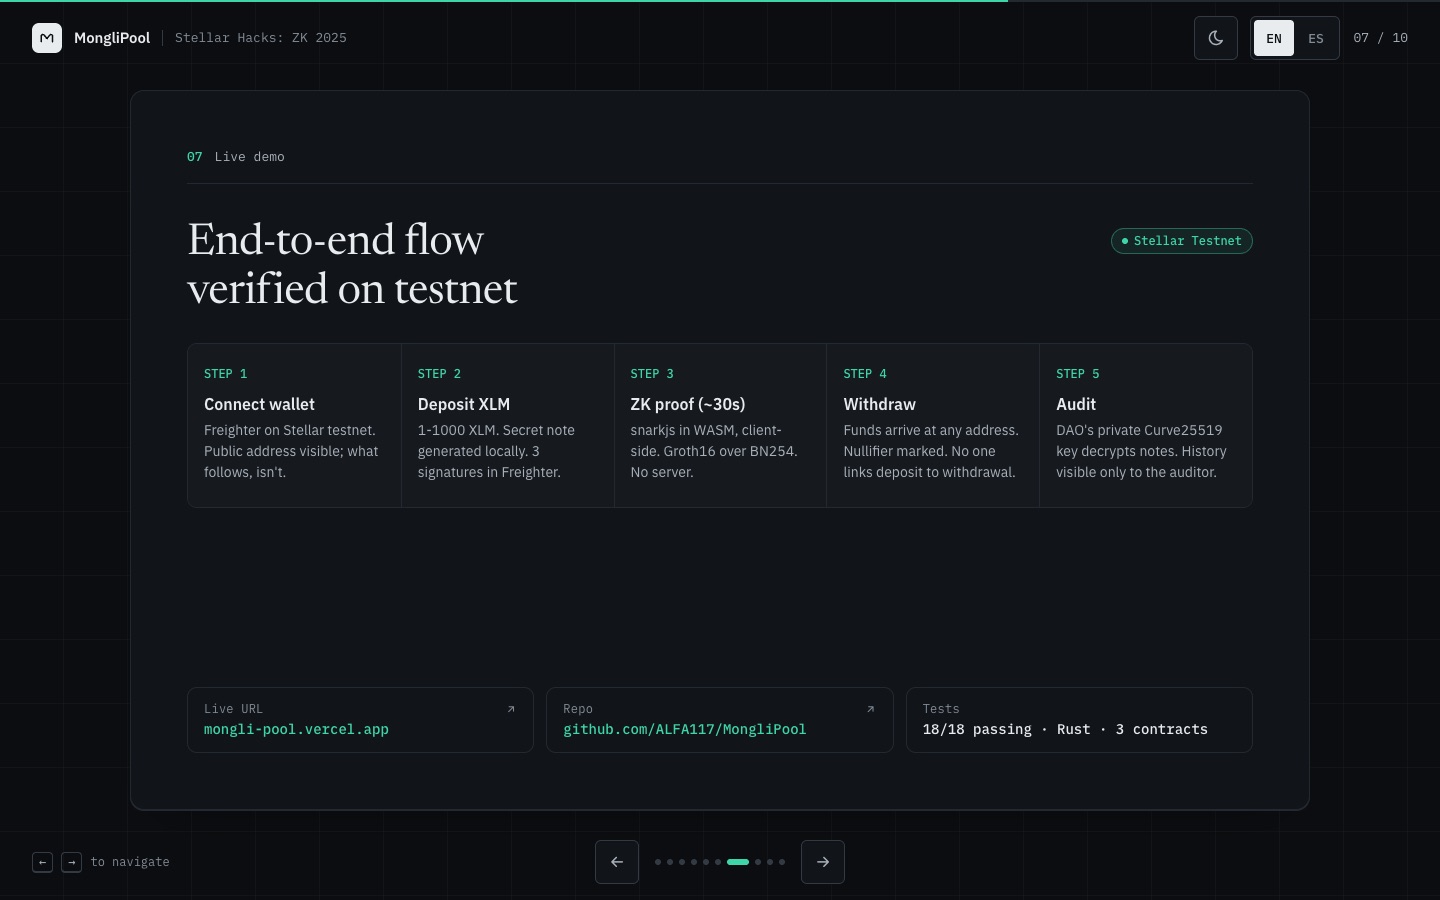 MongliPool
Stellar Hacks: ZK 2025
EN
ES
07 / 10
07 Live demo
End-to-end flow
verified on testnet
Stellar Testnet
STEP 1
Connect wallet
Freighter on Stellar testnet.
Public address visible; what
follows, isn't.
STEP 2
Deposit XLM
1-1000 XLM. Secret note
generated locally. 3
signatures in Freighter.
STEP 3
ZK proof (~30s)
snarkjs in WASM, client-
side. Groth16 over BN254.
No server.
STEP 4
Withdraw
Funds arrive at any address.
Nullifier marked. No one
links deposit to withdrawal.
STEP 5
Audit
DAO's private Curve25519
key decrypts notes. History
visible only to the auditor.
Live URL
mongli-pool.vercel.app
Repo
github.com/ALFA117/MongliPool
Tests
18/18 passing · Rust · 3 contracts
← → to navigate